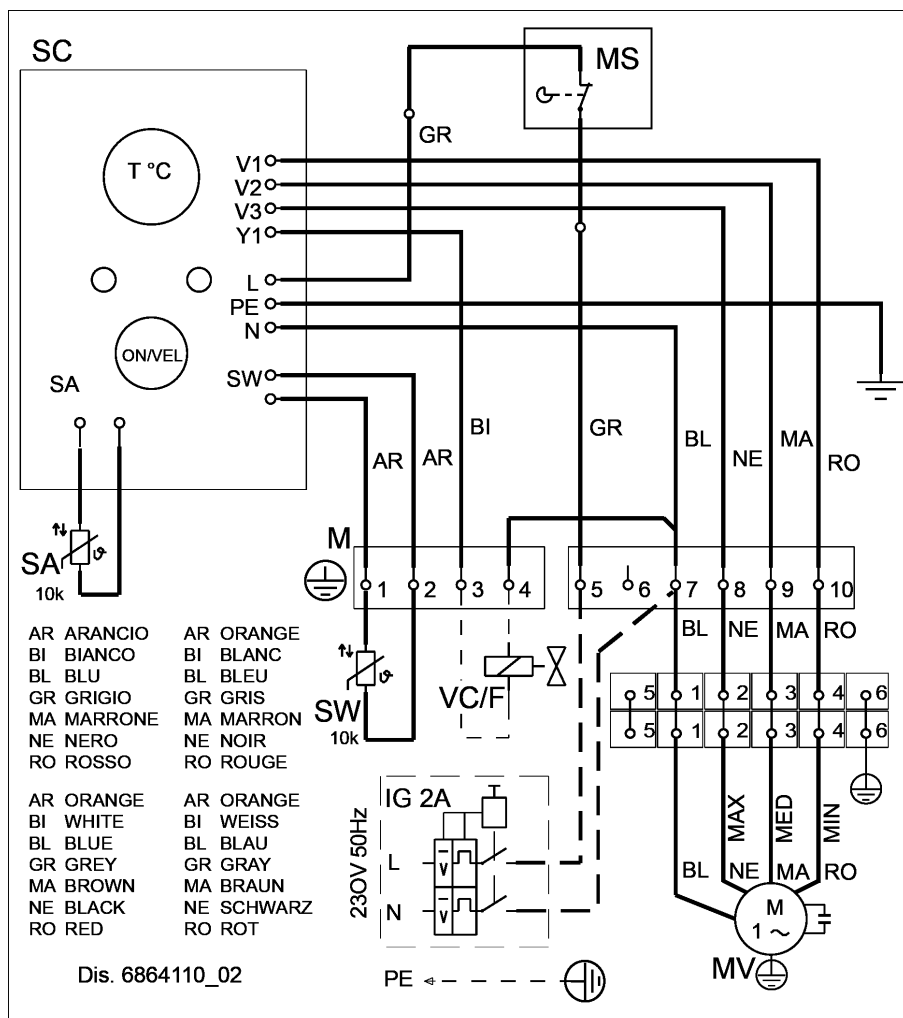 SC
MS
T °C
GR
V1
V2
V3
Y1
L
PE
N
ON/VEL
SW
SA
AR
AR
BI
GR
BL
NE
MA
RO
M
SA
10k
1 2 3 4
5 6 7 8 9 10
BL NE MA RO
SW
10k
VC/F
5 1 2 3 4 6
5 1 2 3 4 6
AR ARANCIO
BI BIANCO
BL BLU
GR GRIGIO
MA MARRONE
NE NERO
RO ROSSO
AR ORANGE
BI BLANC
BL BLEU
GR GRIS
MA MARRON
NE NOIR
RO ROUGE
AR ORANGE
BI WHITE
BL BLUE
GR GREY
MA BROWN
NE BLACK
RO RED
AR ORANGE
BI WEISS
BL BLAU
GR GRAY
MA BRAUN
NE SCHWARZ
RO ROT
IG 2A
23OV 50Hz
L
N
PE
MAX
MED
MIN
BL NE MA RO
M
1 ~
MV
Dis. 6864110_02